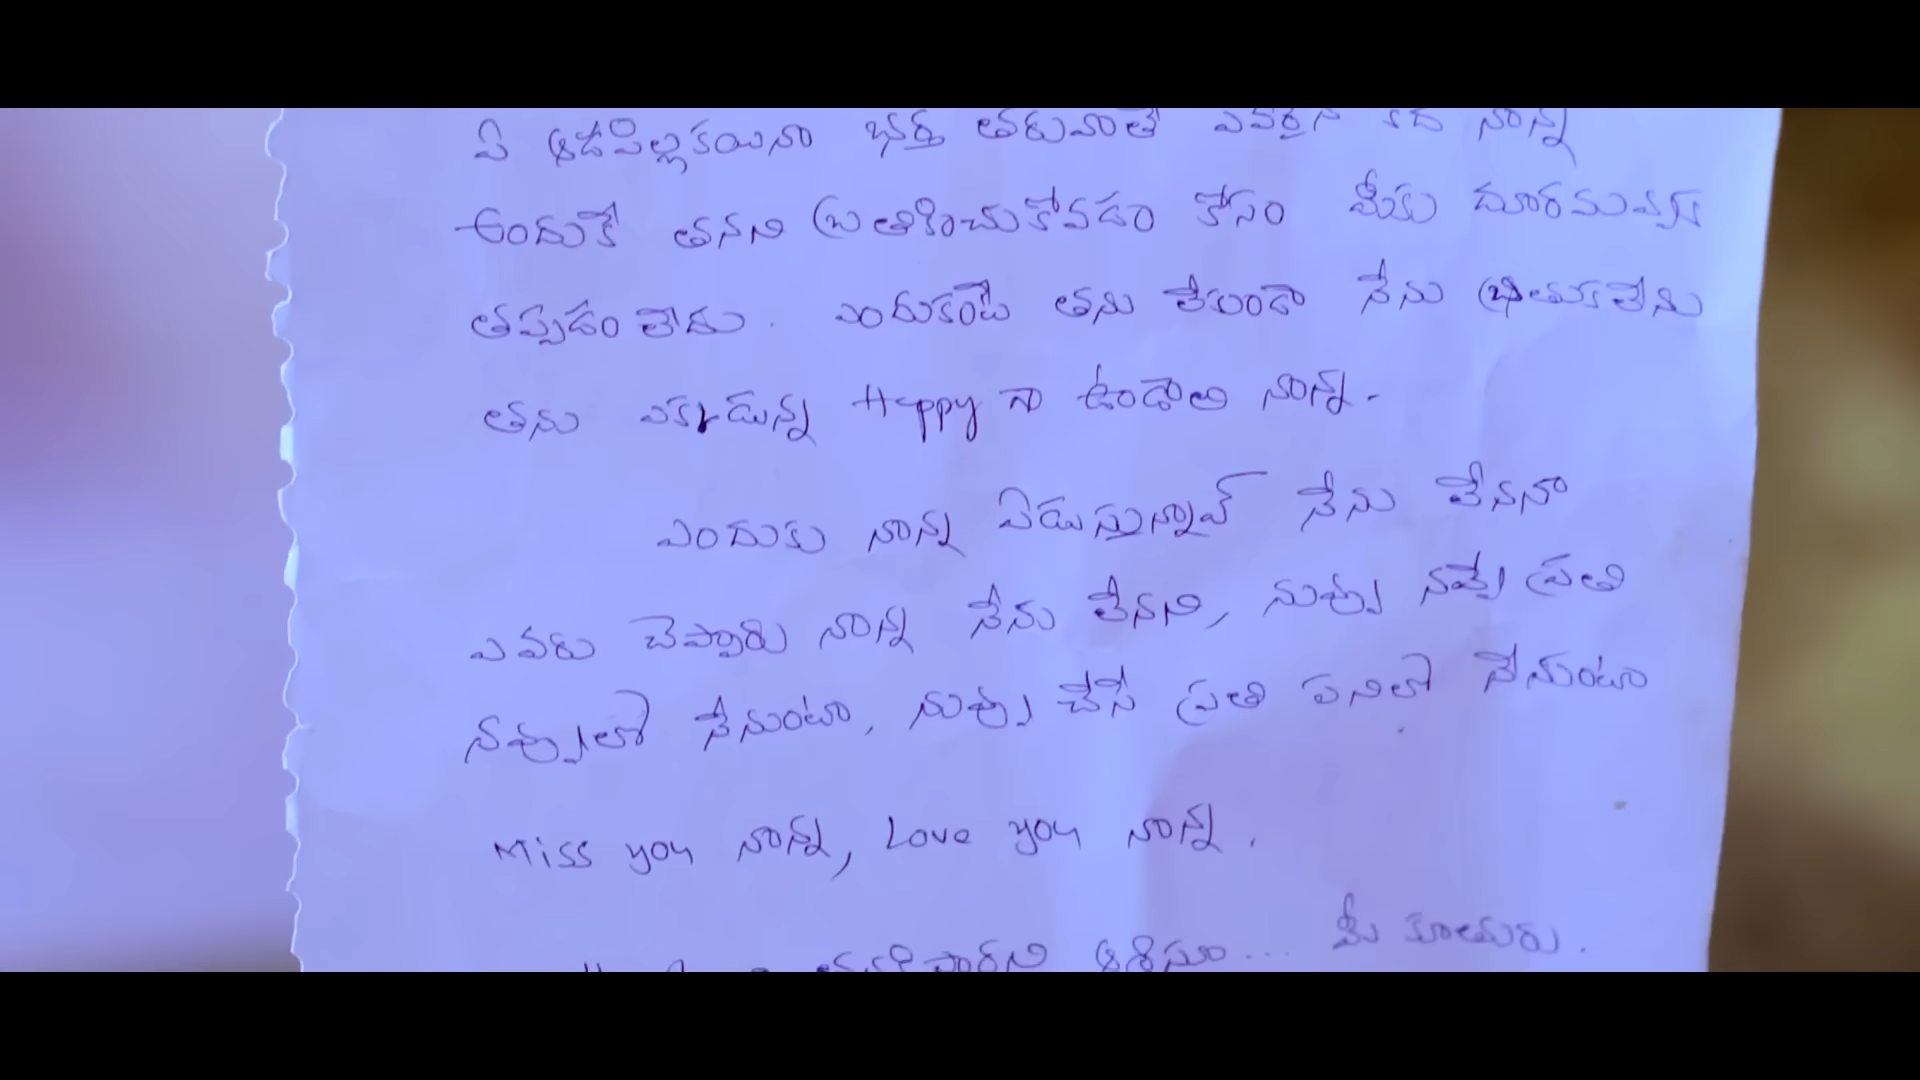 ఏ ఆడపిల్లకయినా భర్త తరువాతే ఎవరైన కద నాన్న
అందుకే తనని బ్రతికించుకోవడం కోసం మీకు దూరమవ్వక
తప్పడం లేదు. ఎందుకంటే తను లేకుండా నేను బ్రతుకలేను
తను ఎక్కడున్న Happy గా ఉండాలి నాన్న.
ఎందుకు నాన్న ఏడుస్తున్నావ్ నేను లేననా
ఎవరు చెప్పారు నాన్న నేను లేనని, నువ్వు నవ్వే ప్రతి
నవ్వులో నేనుంటా, నువ్వు చేసే ప్రతి పనిలో నేనుంటా
Miss you నాన్న, Love you నాన్న.
ఆశిస్తూ... మీ కూతురు.